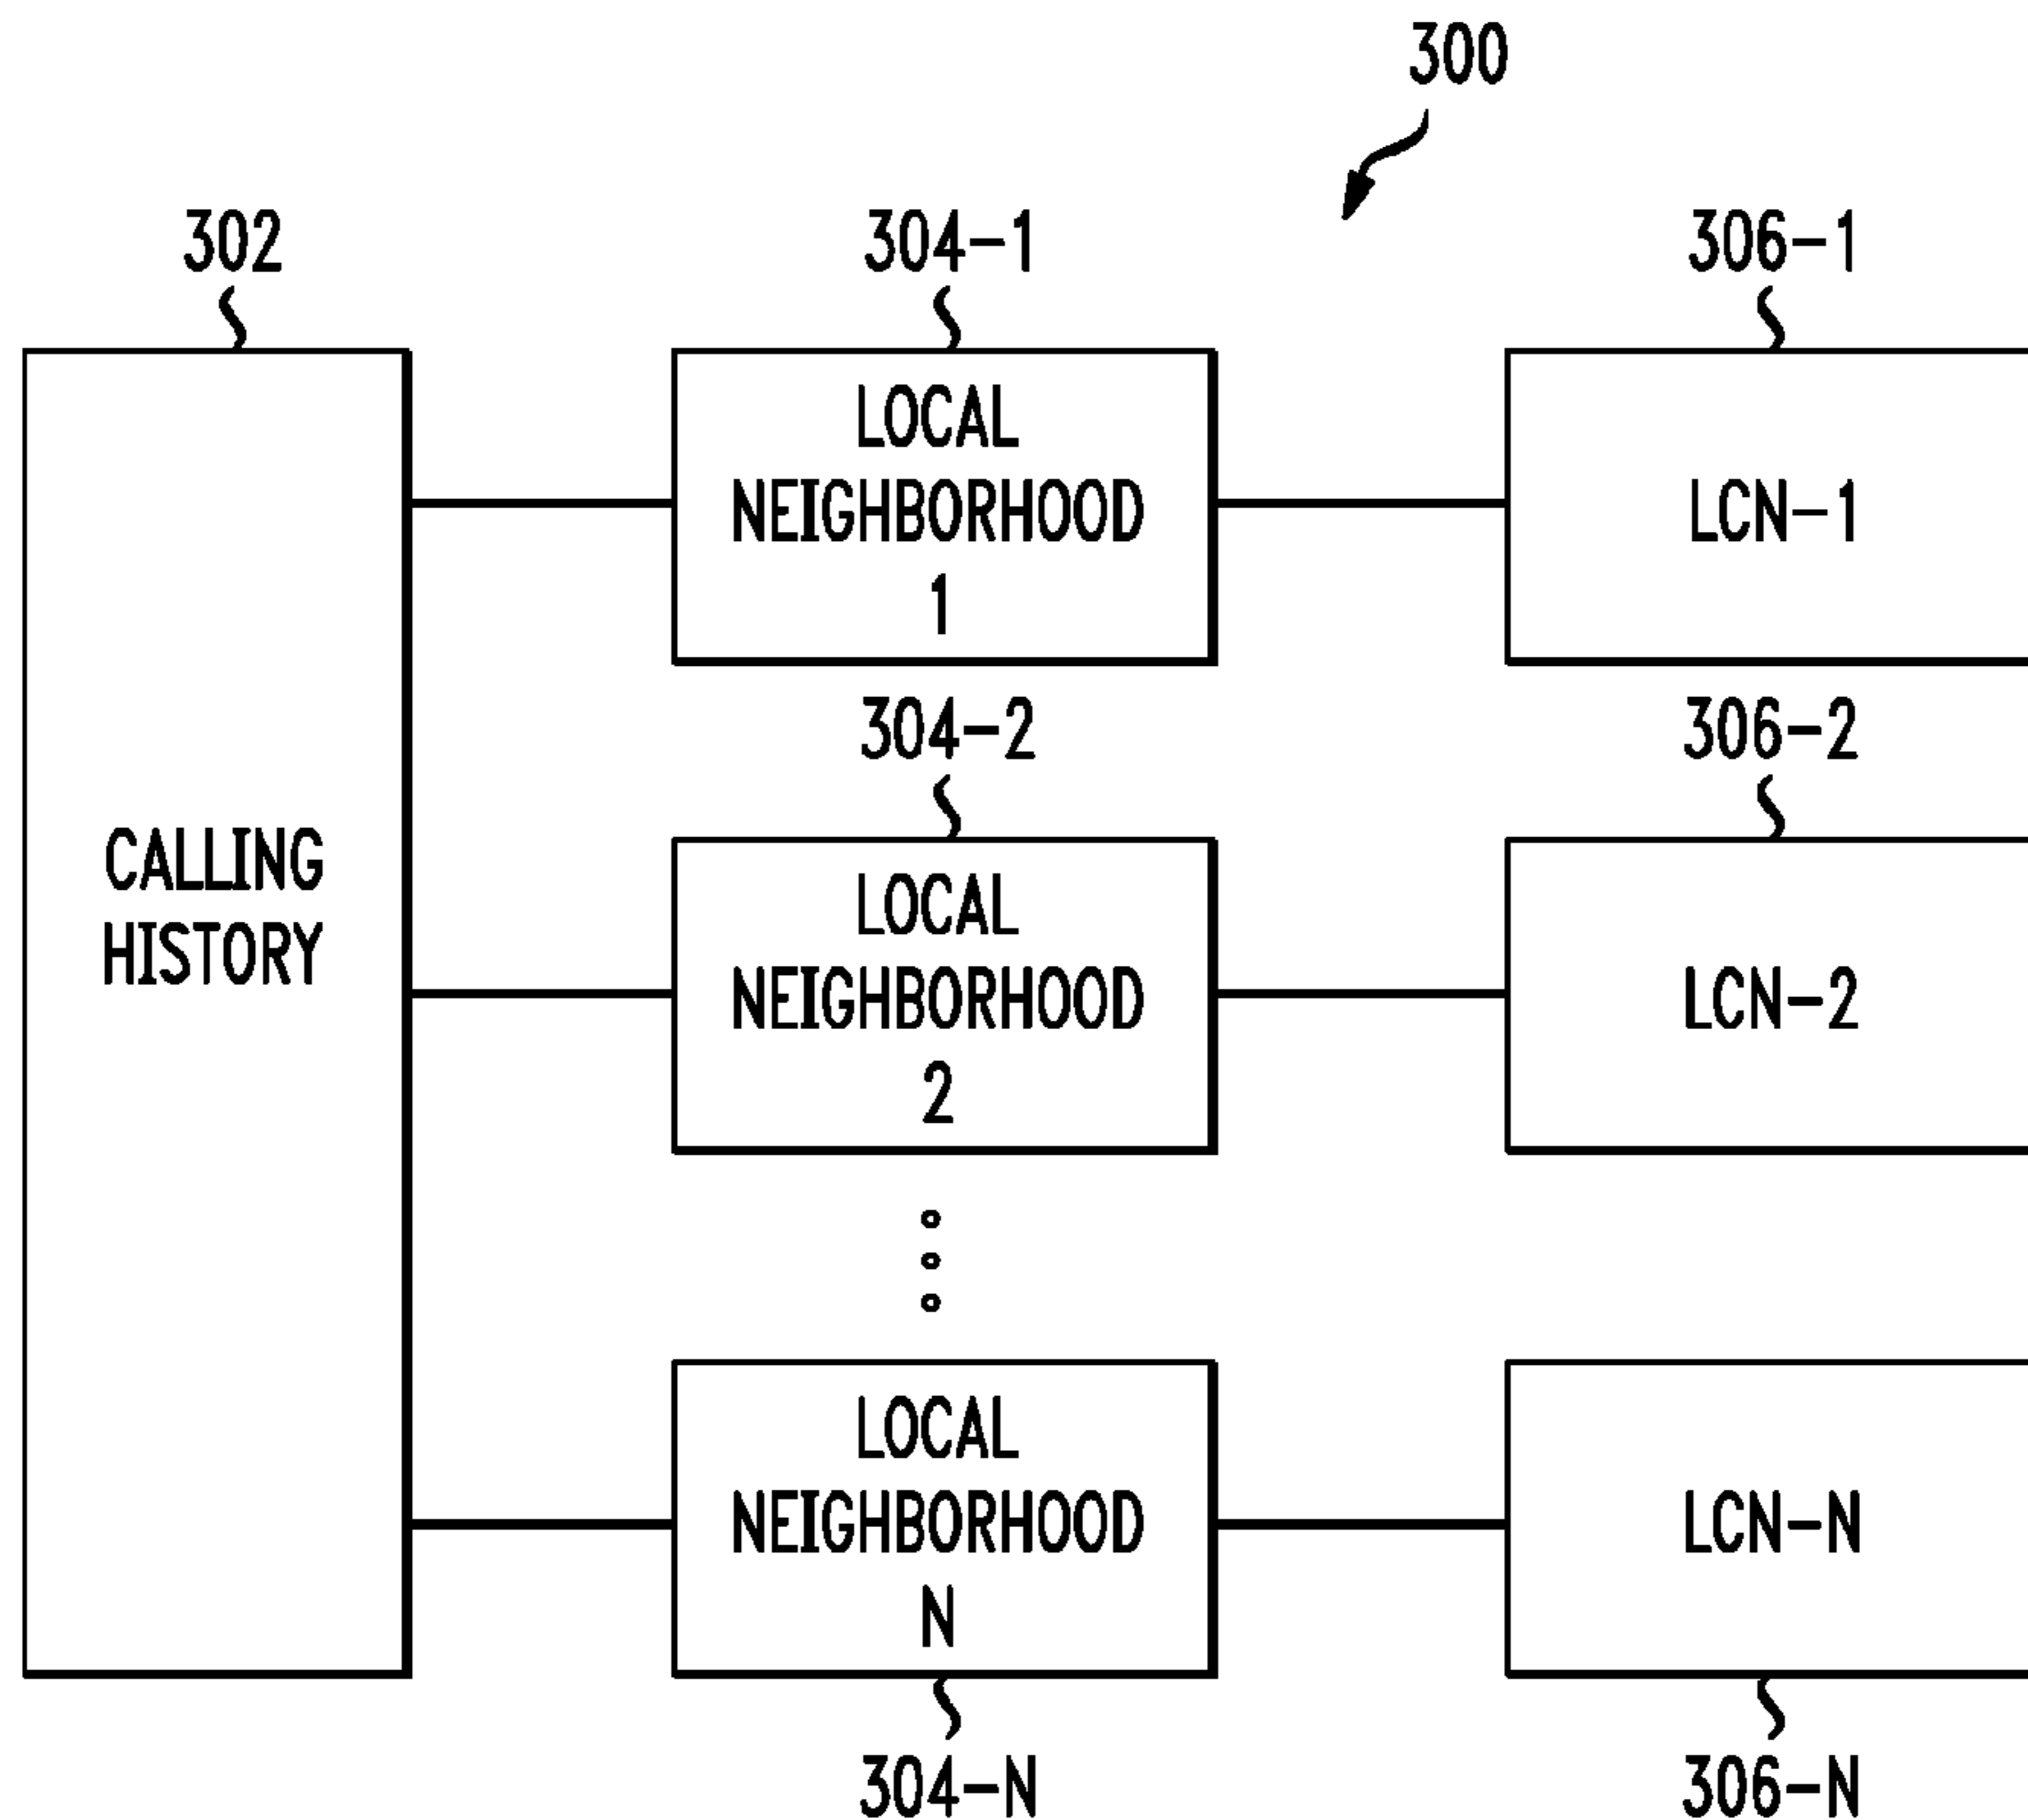 300
302
304-1
306-1
LOCAL
NEIGHBORHOOD
1
LCN-1
304-2
306-2
CALLING
HISTORY
LOCAL
NEIGHBORHOOD
2
LCN-2
LOCAL
NEIGHBORHOOD
N
LCN-N
304-N
306-N